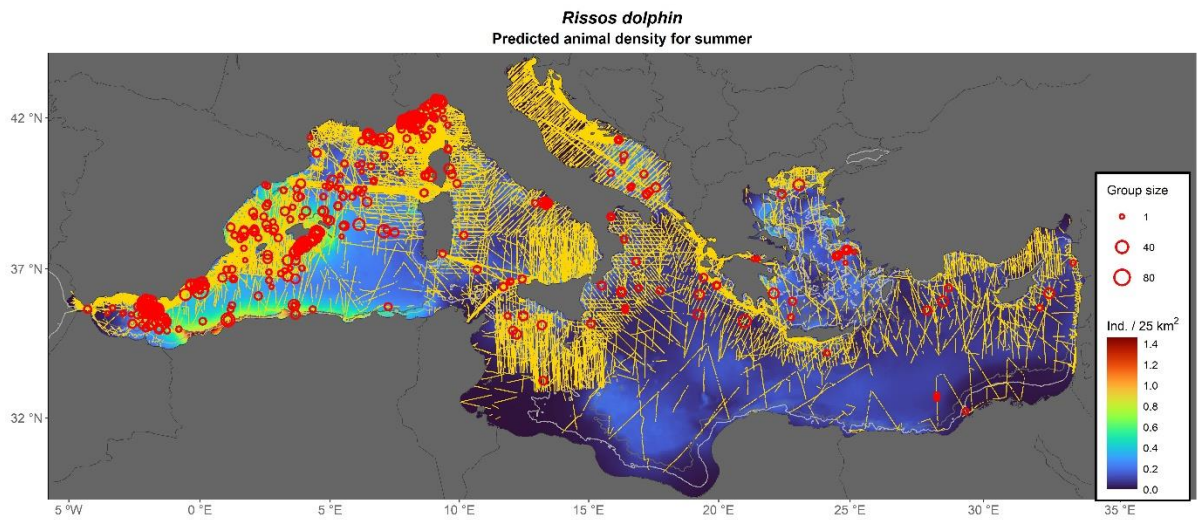 Rissos dolphin
Predicted animal density for summer
42 °N
37 °N
32 °N
5 °W
0 °E
5 °E
10 °E
15 °E
20 °E
25 °E
30 °E
35 °E
Group size
1
40
80
Ind. / 25 km²
1.4
1.2
1.0
0.8
0.6
0.4
0.2
0.0